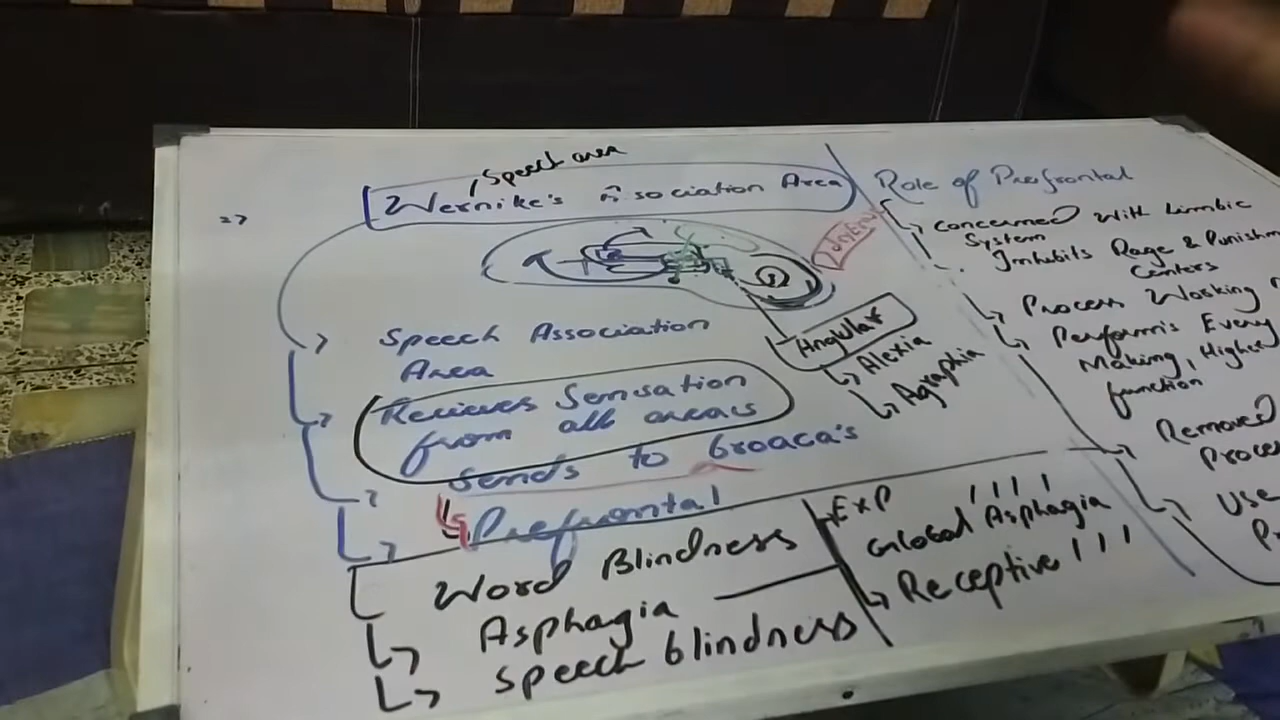 Speech area
Wernike's Association Area
Speech Association
Area
Recieves Sensation
from all areas
sends to Broaca's
Prefrontal
Word Blindness
Asphagia
speech blindness
Angular
Alexia
Agraphia
Exp
Global Asphagia
Receptive
Role of Prefrontal
concerned with Limbic
System
Inhibits Rage & Punishm
Centers
Process Working
Performs Every
Making, Higher
function
Removed
Proce
Use